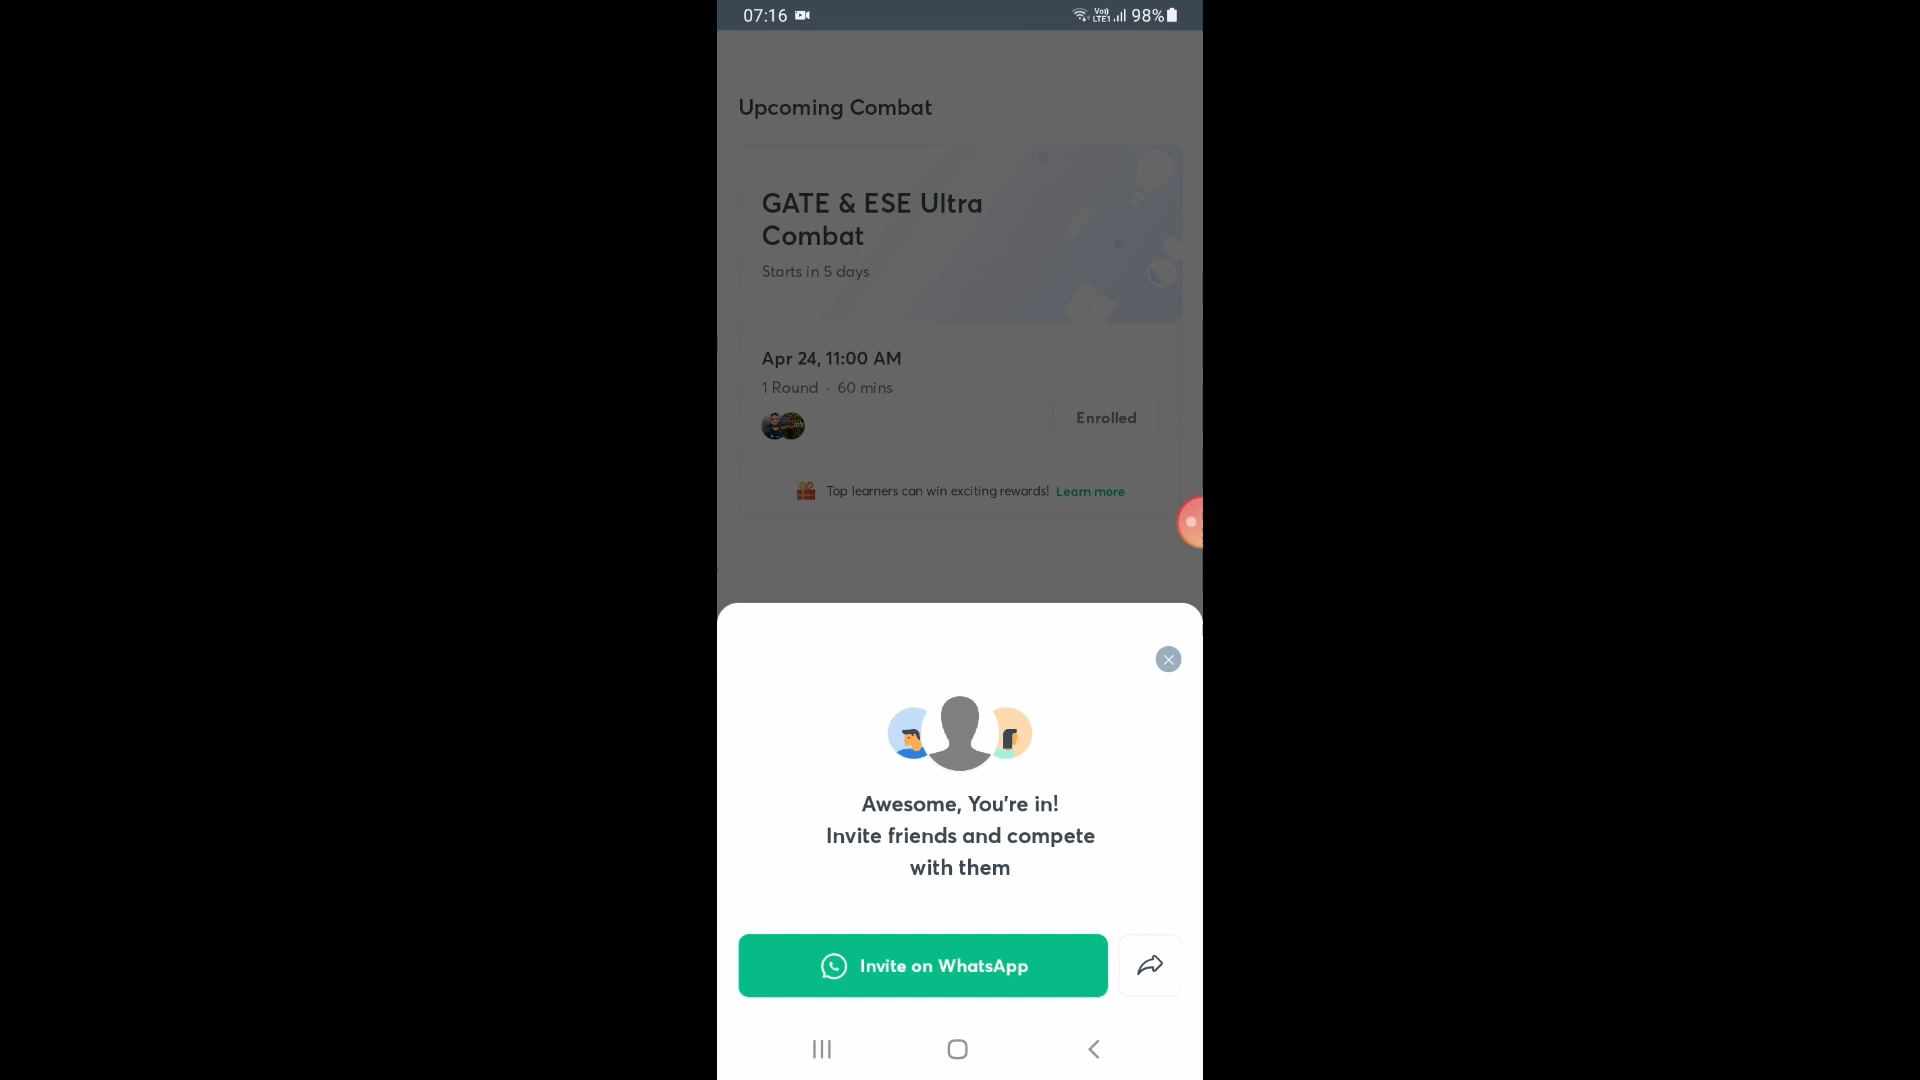 07:16 98%
Upcoming Combat
GATE & ESE Ultra
Combat
Starts in 5 days
Apr 24, 11:00 AM
1 Round · 60 mins
Enrolled
Top learners can win exciting rewards! Learn more
Awesome, You're in!
Invite friends and compete
with them
Invite on WhatsApp